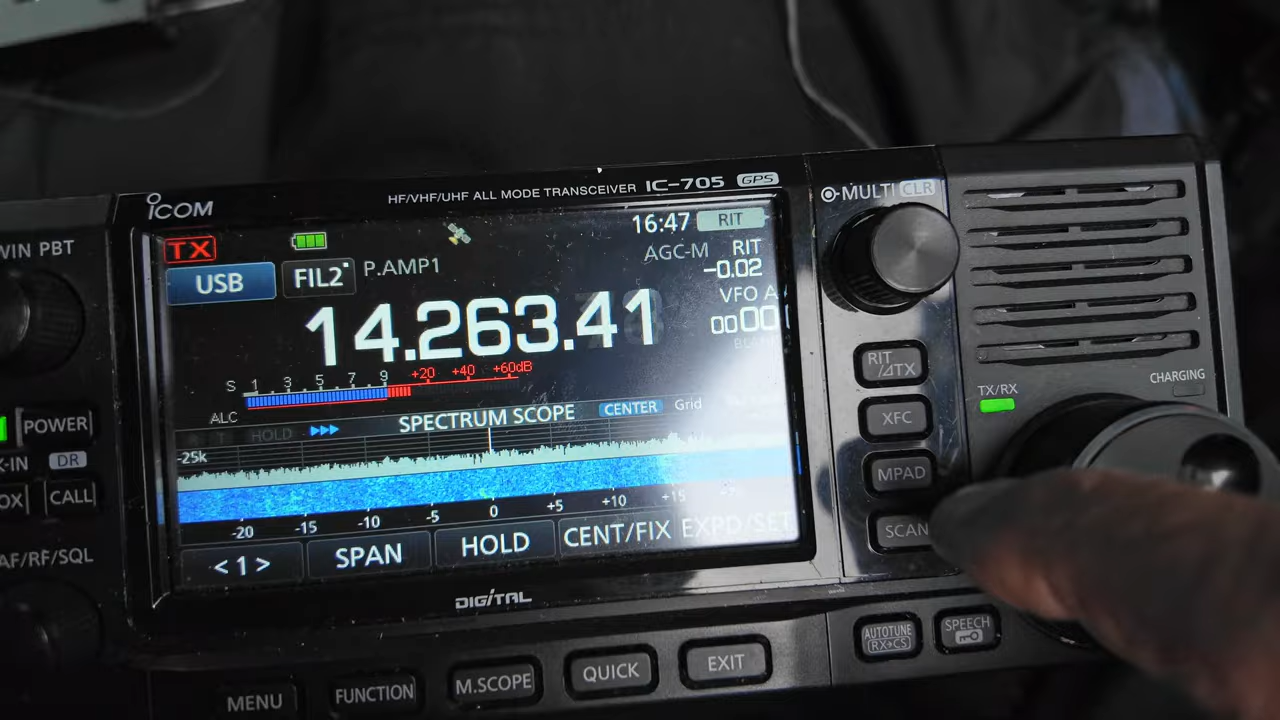 ICOM
HF/VHF/UHF ALL MODE TRANSCEIVER IC-705 GPS
MULTI CLR
WIN PBT
TX
16:47 RIT
USB FIL2 P.AMP1 AGC-M RIT
-0.02
14.263.41
VFO A
00
S 1 3 5 7 9 +20 +40 +60dB
ALC
SPECTRUM SCOPE CENTER Grid
HOLD
-25k
-20 -15 -10 -5 0 +5 +10 +15
<1> SPAN HOLD CENT/FIX EXPD/SET
DIGITAL
POWER
K-IN DR
OX CALL
AF/RF/SQL
RIT/⊿TX
XFC
MPAD
SCAN
TX/RX
CHARGING
AUTOTUNE
RX→CS
SPEECH
MENU FUNCTION M.SCOPE QUICK EXIT